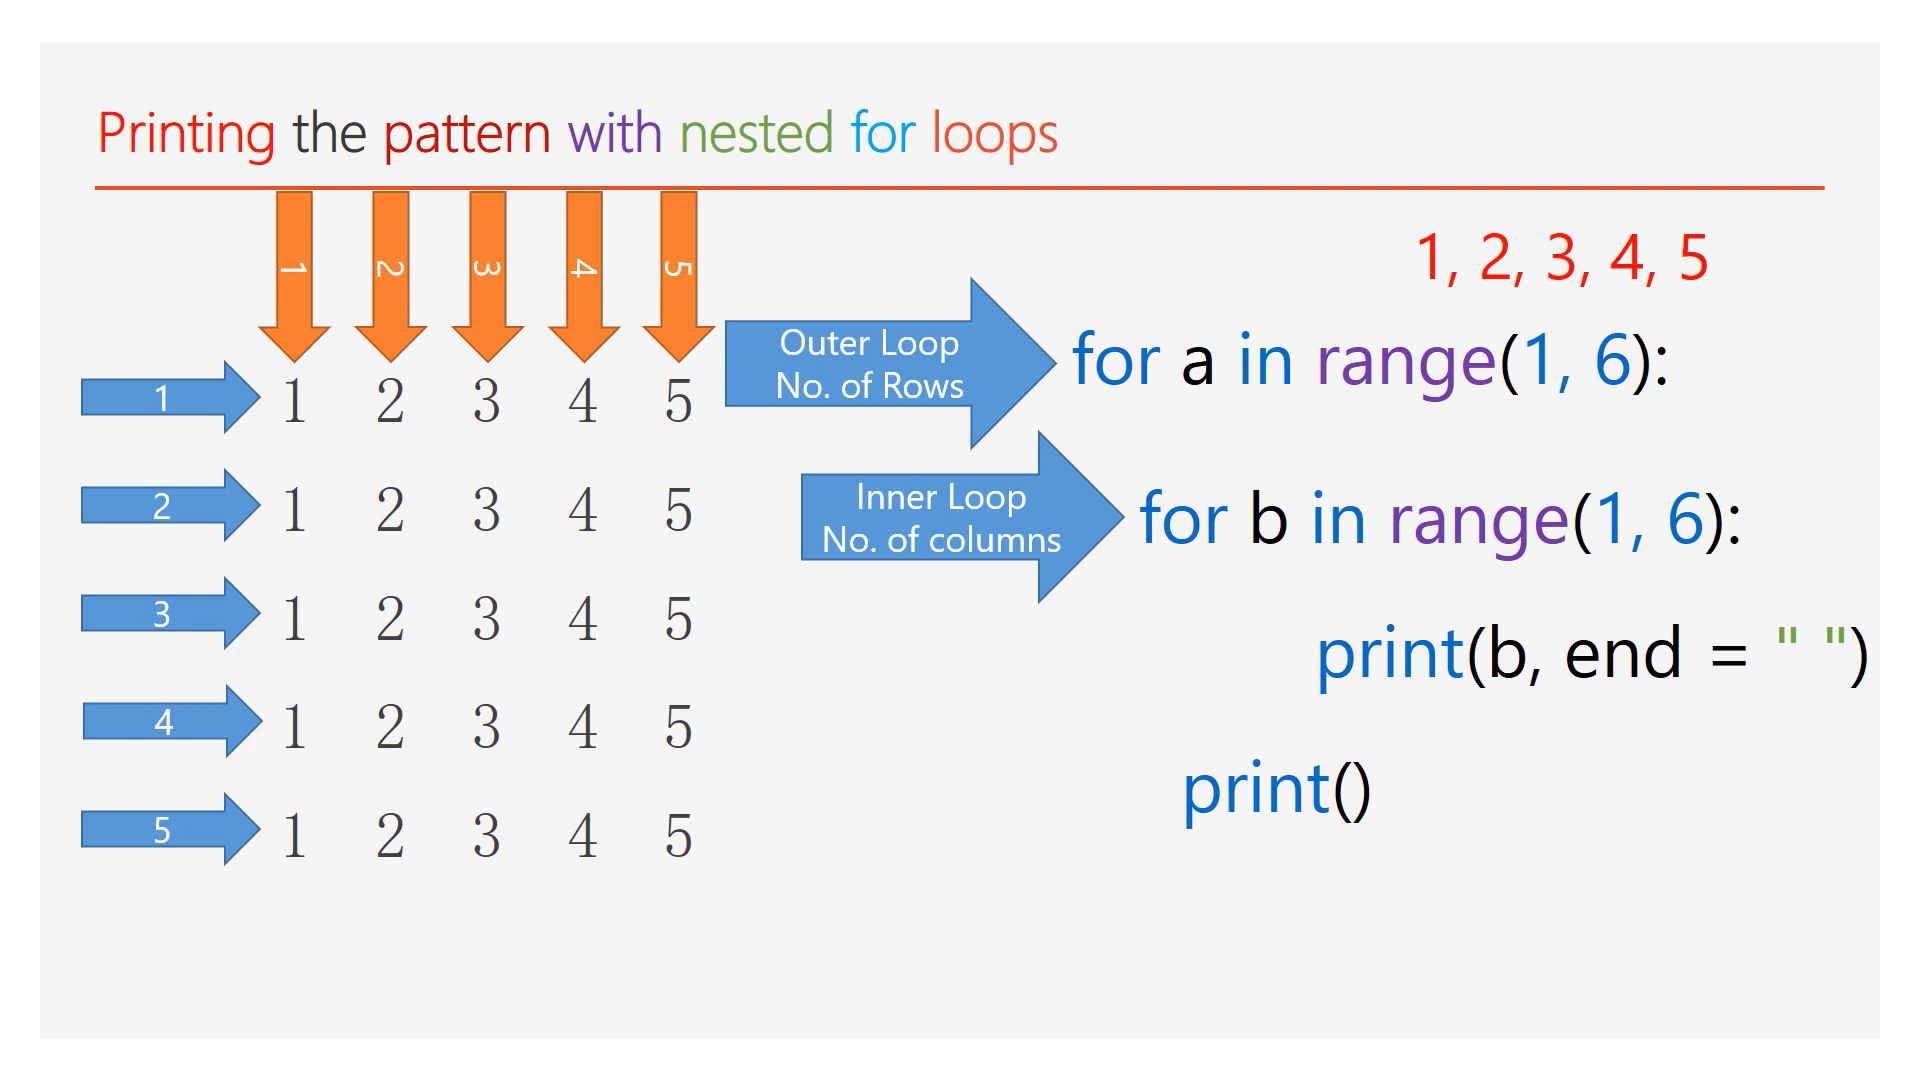 Printing the pattern with nested for loops
1 2 3 4 5
1, 2, 3, 4, 5
Outer Loop
No. of Rows
for a in range(1, 6):
1 1 2 3 4 5
Inner Loop
No. of columns
for b in range(1, 6):
2 1 2 3 4 5
3 1 2 3 4 5
print(b, end = " ")
4 1 2 3 4 5
print()
5 1 2 3 4 5